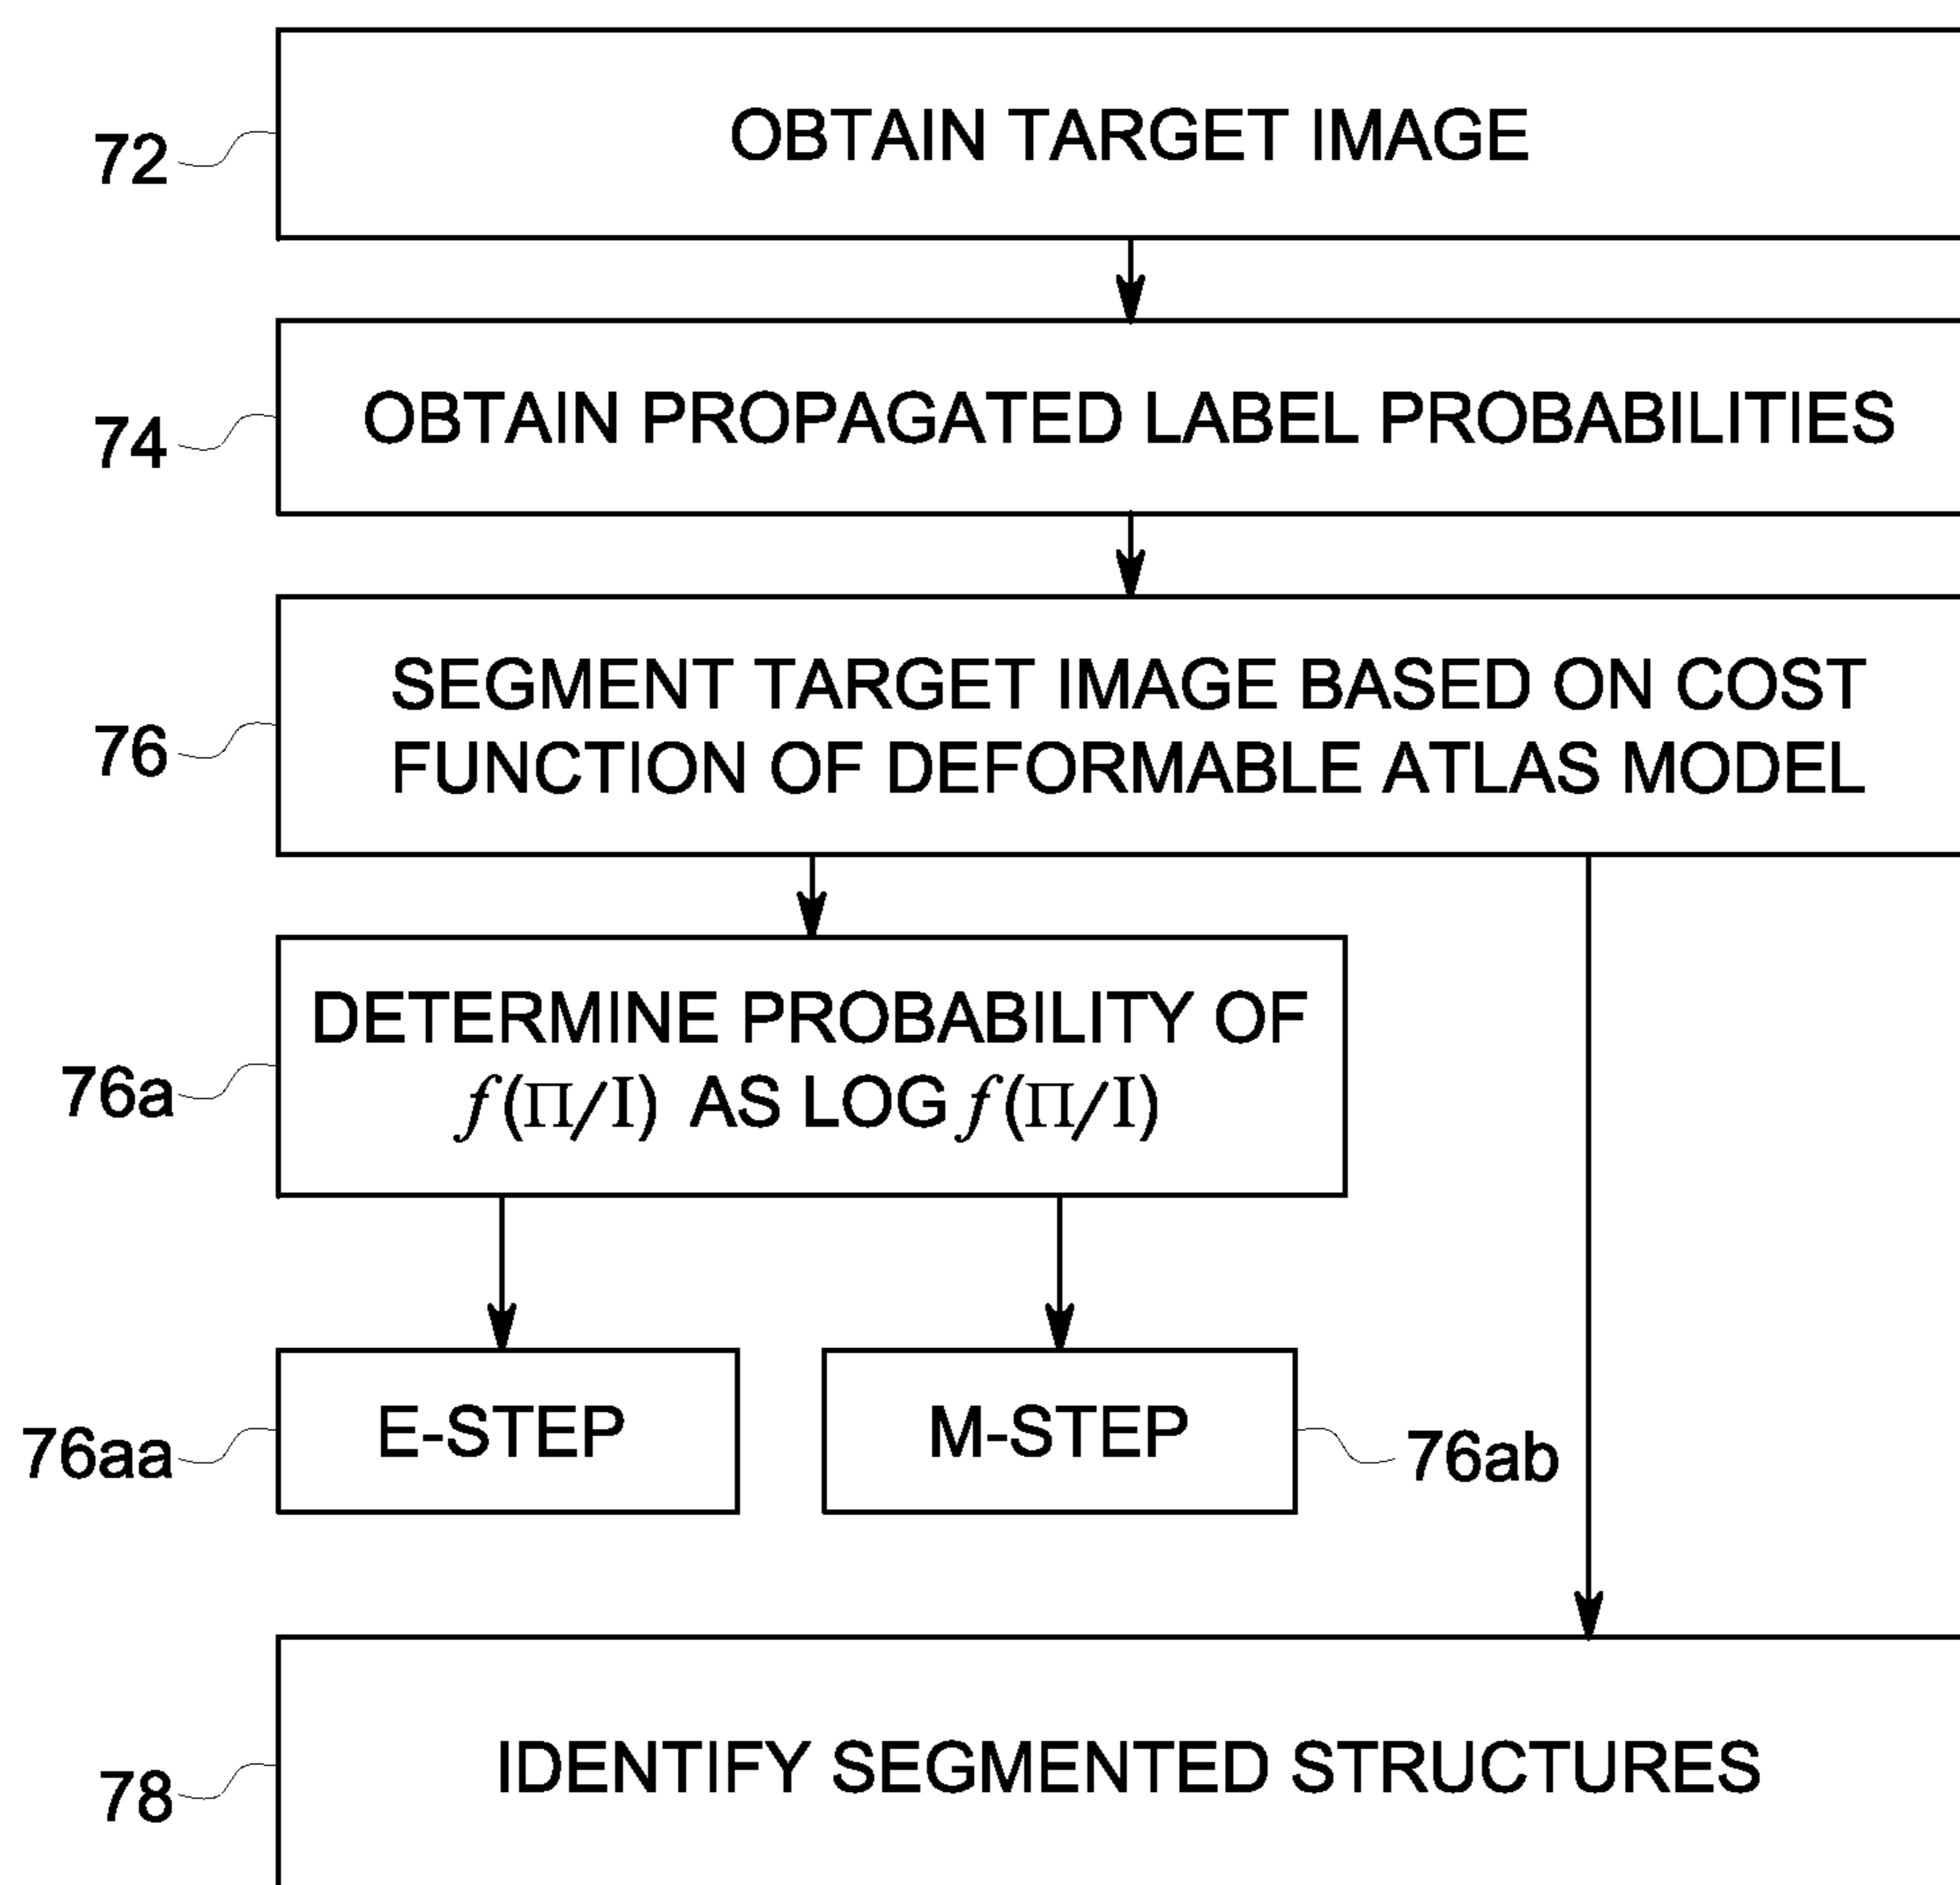 72
OBTAIN TARGET IMAGE
74
OBTAIN PROPAGATED LABEL PROBABILITIES
76
SEGMENT TARGET IMAGE BASED ON COST
FUNCTION OF DEFORMABLE ATLAS MODEL
76a
DETERMINE PROBABILITY OF
f(Π/I) AS LOG f(Π/I)
76aa
E-STEP
M-STEP
76ab
78
IDENTIFY SEGMENTED STRUCTURES